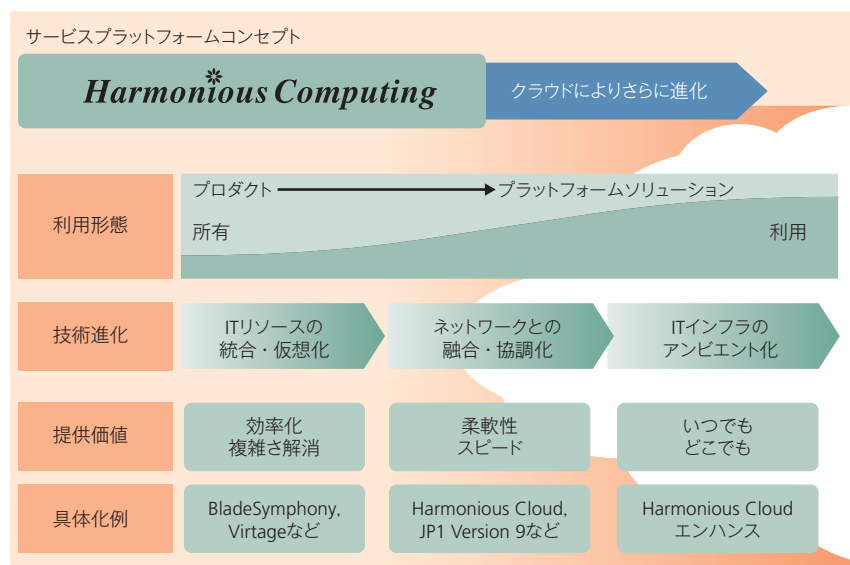 サービスプラットフォームコンセプト
Harmonious Computing
クラウドによりさらに進化
利用形態
プロダクト
プラットフォームソリューション
所有
利用
技術進化
ITリソースの
統合・仮想化
ネットワークとの
融合・協調化
ITインフラの
アンビエント化
提供価値
効率化
複雑さ解消
柔軟性
スピード
いつでも
どこでも
具体化例
BladeSymphony,
Virtageなど
Harmonious Cloud,
JP1 Version 9など
Harmonious Cloud
エンハンス